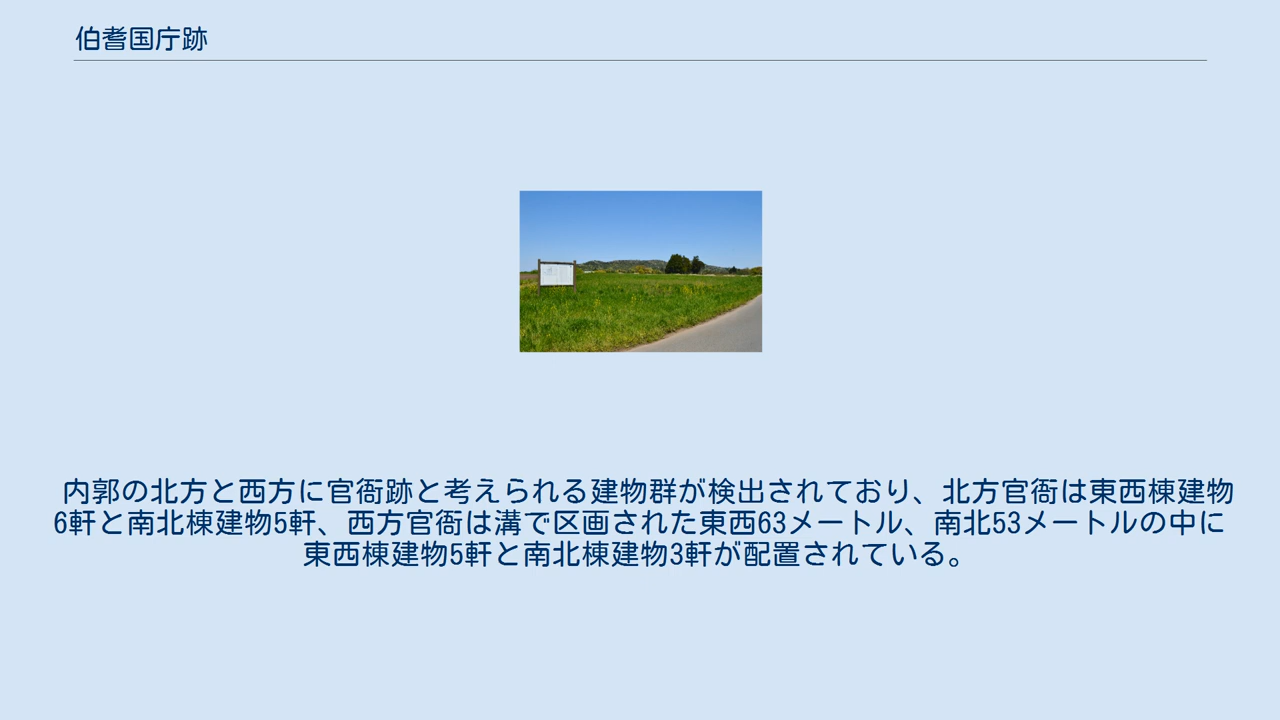 伯耆国庁跡
内郭の北方と西方に官衙跡と考えられる建物群が検出されており、北方官衙は東西棟建物
6軒と南北棟建物5軒、西方官衙は溝で区画された東西63メートル、南北53メートルの中に
東西棟建物5軒と南北棟建物3軒が配置されている。